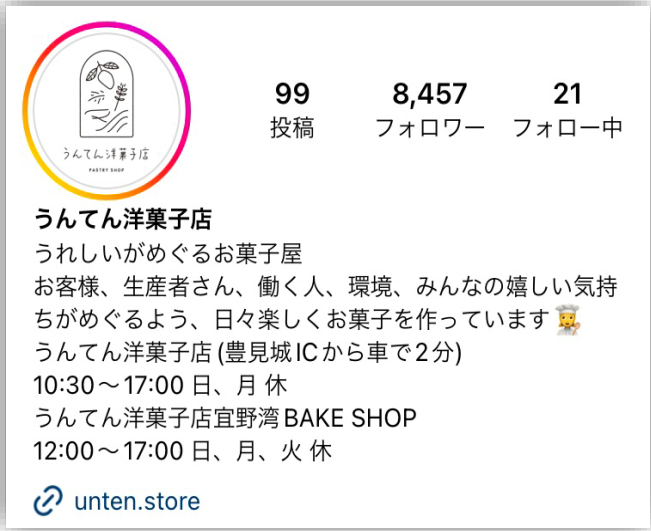 99
8,457
21
投稿
フォロワー
フォロー中
うんてん洋菓子店
PASTRY SHOP
うんてん洋菓子店
うれしいがめぐるお菓子屋
お客様、生産者さん、働く人、環境、みんなの嬉しい気持
ちがめぐるよう、日々楽しくお菓子を作っています👩‍🍳
うんてん洋菓子店(豊見城ICから車で2分)
10:30〜17:00 日、月 休
うんてん洋菓子店宜野湾BAKE SHOP
12:00〜17:00 日、月、火 休
unten.store